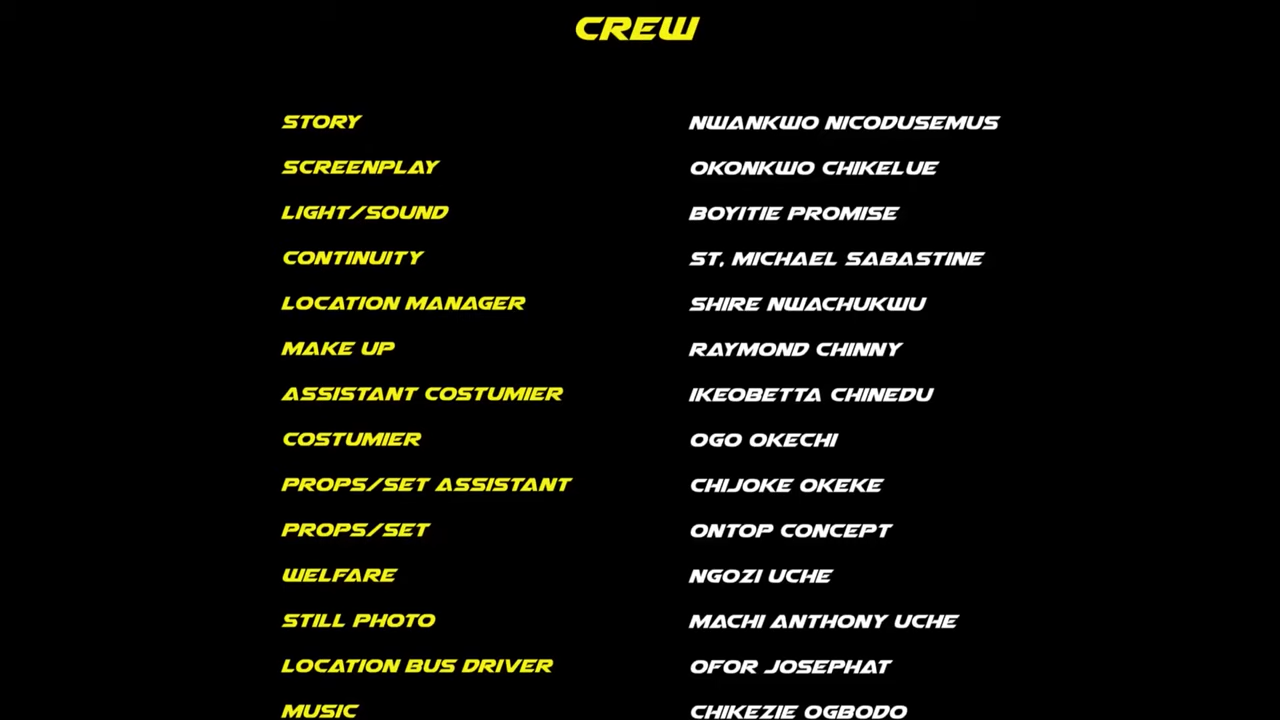 CREW
STORY NWANKWO NICODUSEMUS
SCREENPLAY OKONKWO CHIKELUE
LIGHT/SOUND BOYITIE PROMISE
CONTINUITY ST, MICHAEL SABASTINE
LOCATION MANAGER SHIRE NWACHUKWU
MAKE UP RAYMOND CHINNY
ASSISTANT COSTUMIER IKEOBETTA CHINEDU
COSTUMIER OGO OKECHI
PROPS/SET ASSISTANT CHIJOKE OKEKE
PROPS/SET ONTOP CONCEPT
WELFARE NGOZI UCHE
STILL PHOTO MACHI ANTHONY UCHE
LOCATION BUS DRIVER OFOR JOSEPHAT
MUSIC CHIKEZIE OGBODO